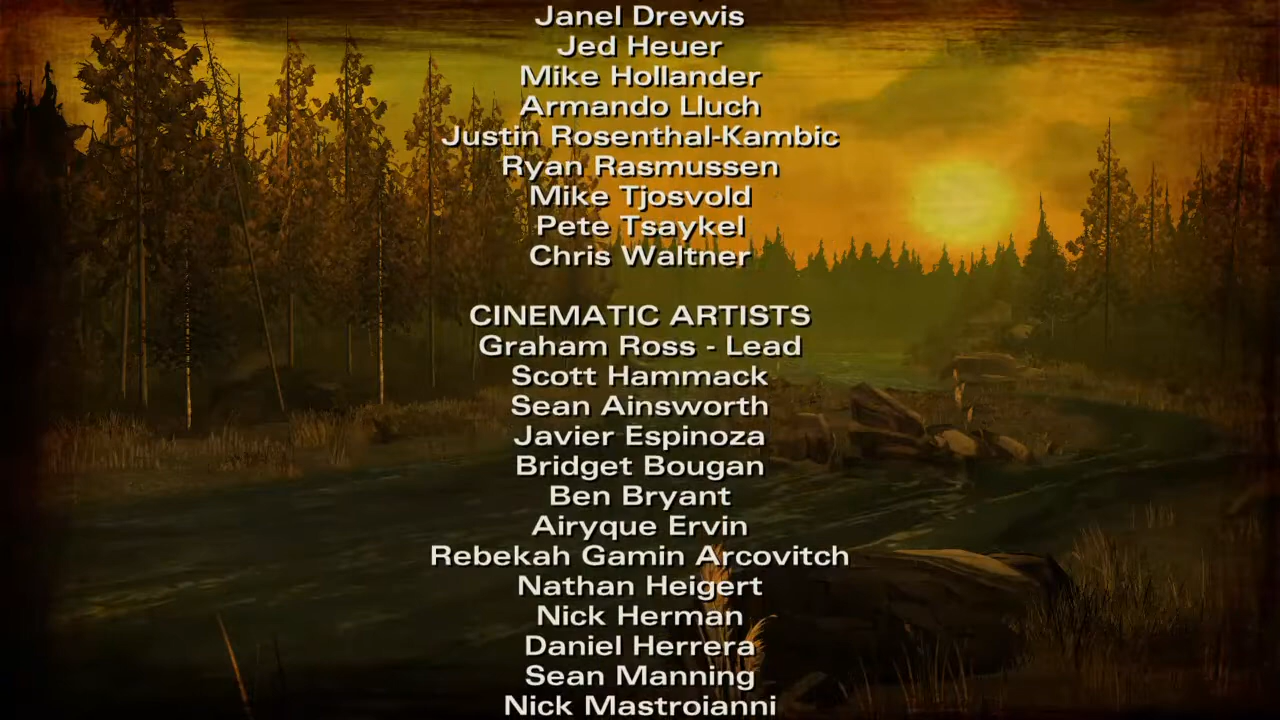 Janel Drewis
Jed Heuer
Mike Hollander
Armando Lluch
Justin Rosenthal-Kambic
Ryan Rasmussen
Mike Tjosvold
Pete Tsaykel
Chris Waltner
CINEMATIC ARTISTS
Graham Ross - Lead
Scott Hammack
Sean Ainsworth
Javier Espinoza
Bridget Bougan
Ben Bryant
Airyque Ervin
Rebekah Gamin Arcovitch
Nathan Heigert
Nick Herman
Daniel Herrera
Sean Manning
Nick Mastroianni